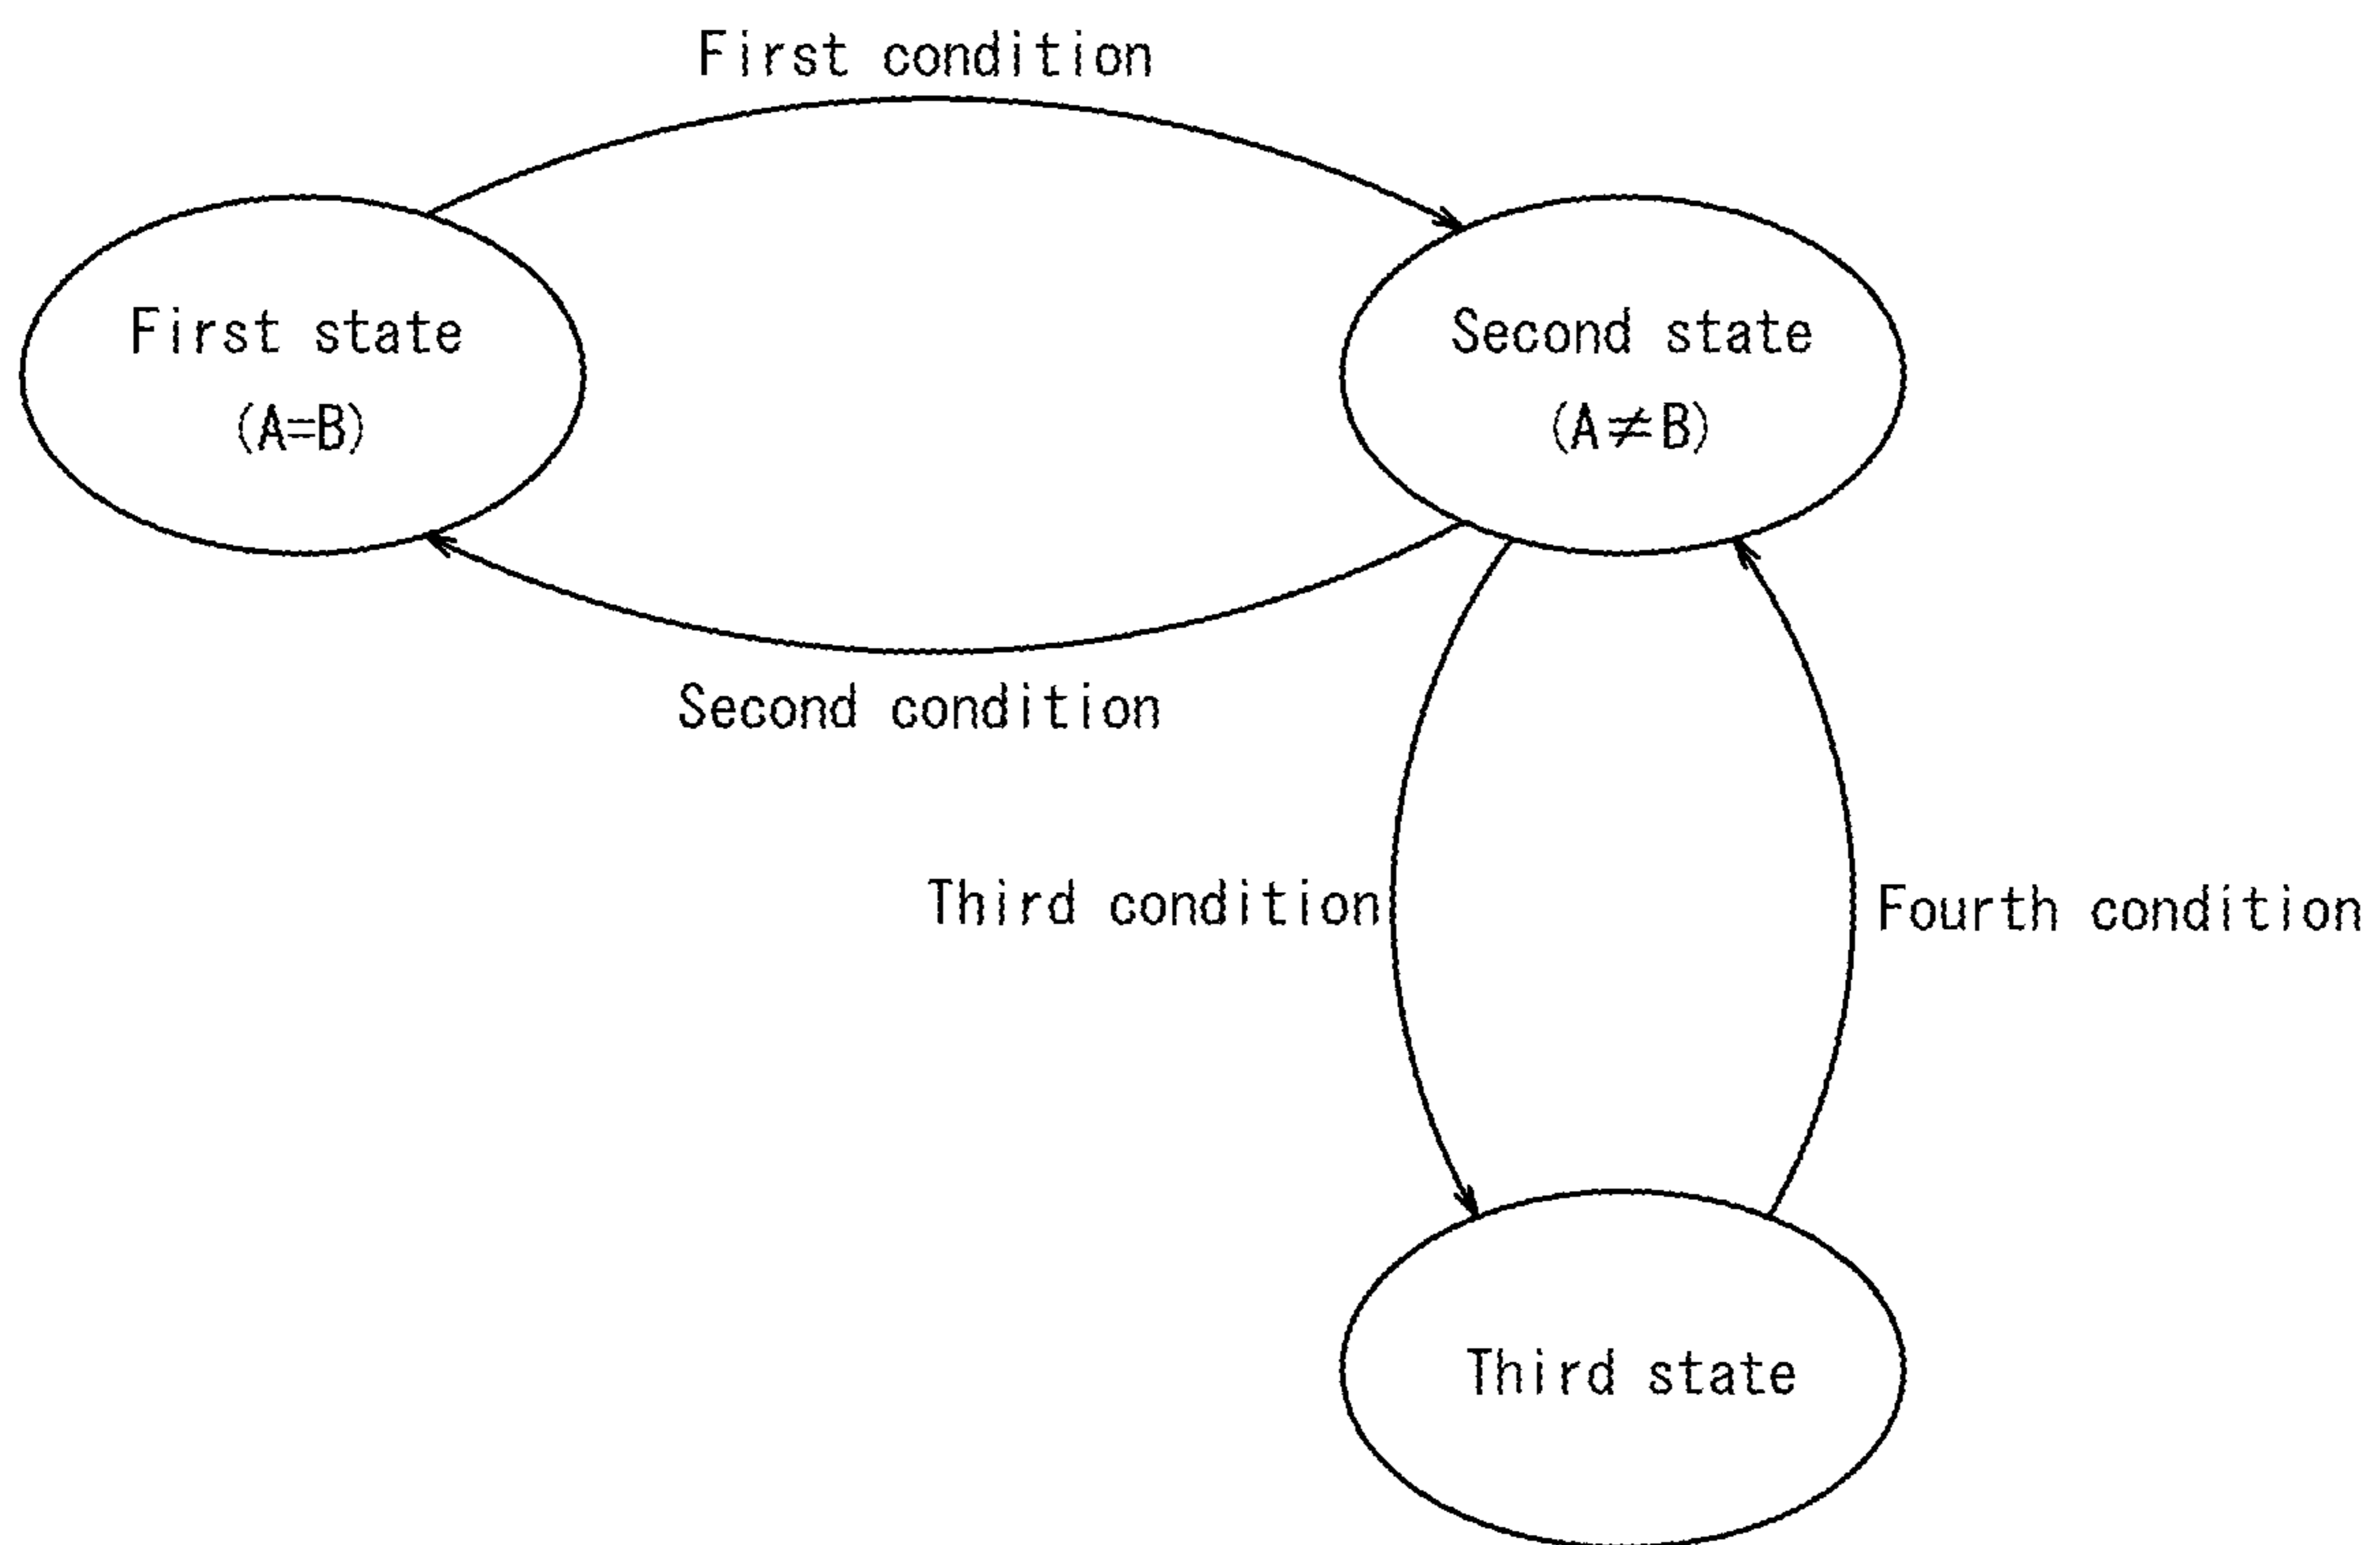 First condition
First state
(A=B)
Second state
(A≠B)
Second condition
Third condition
Fourth condition
Third state